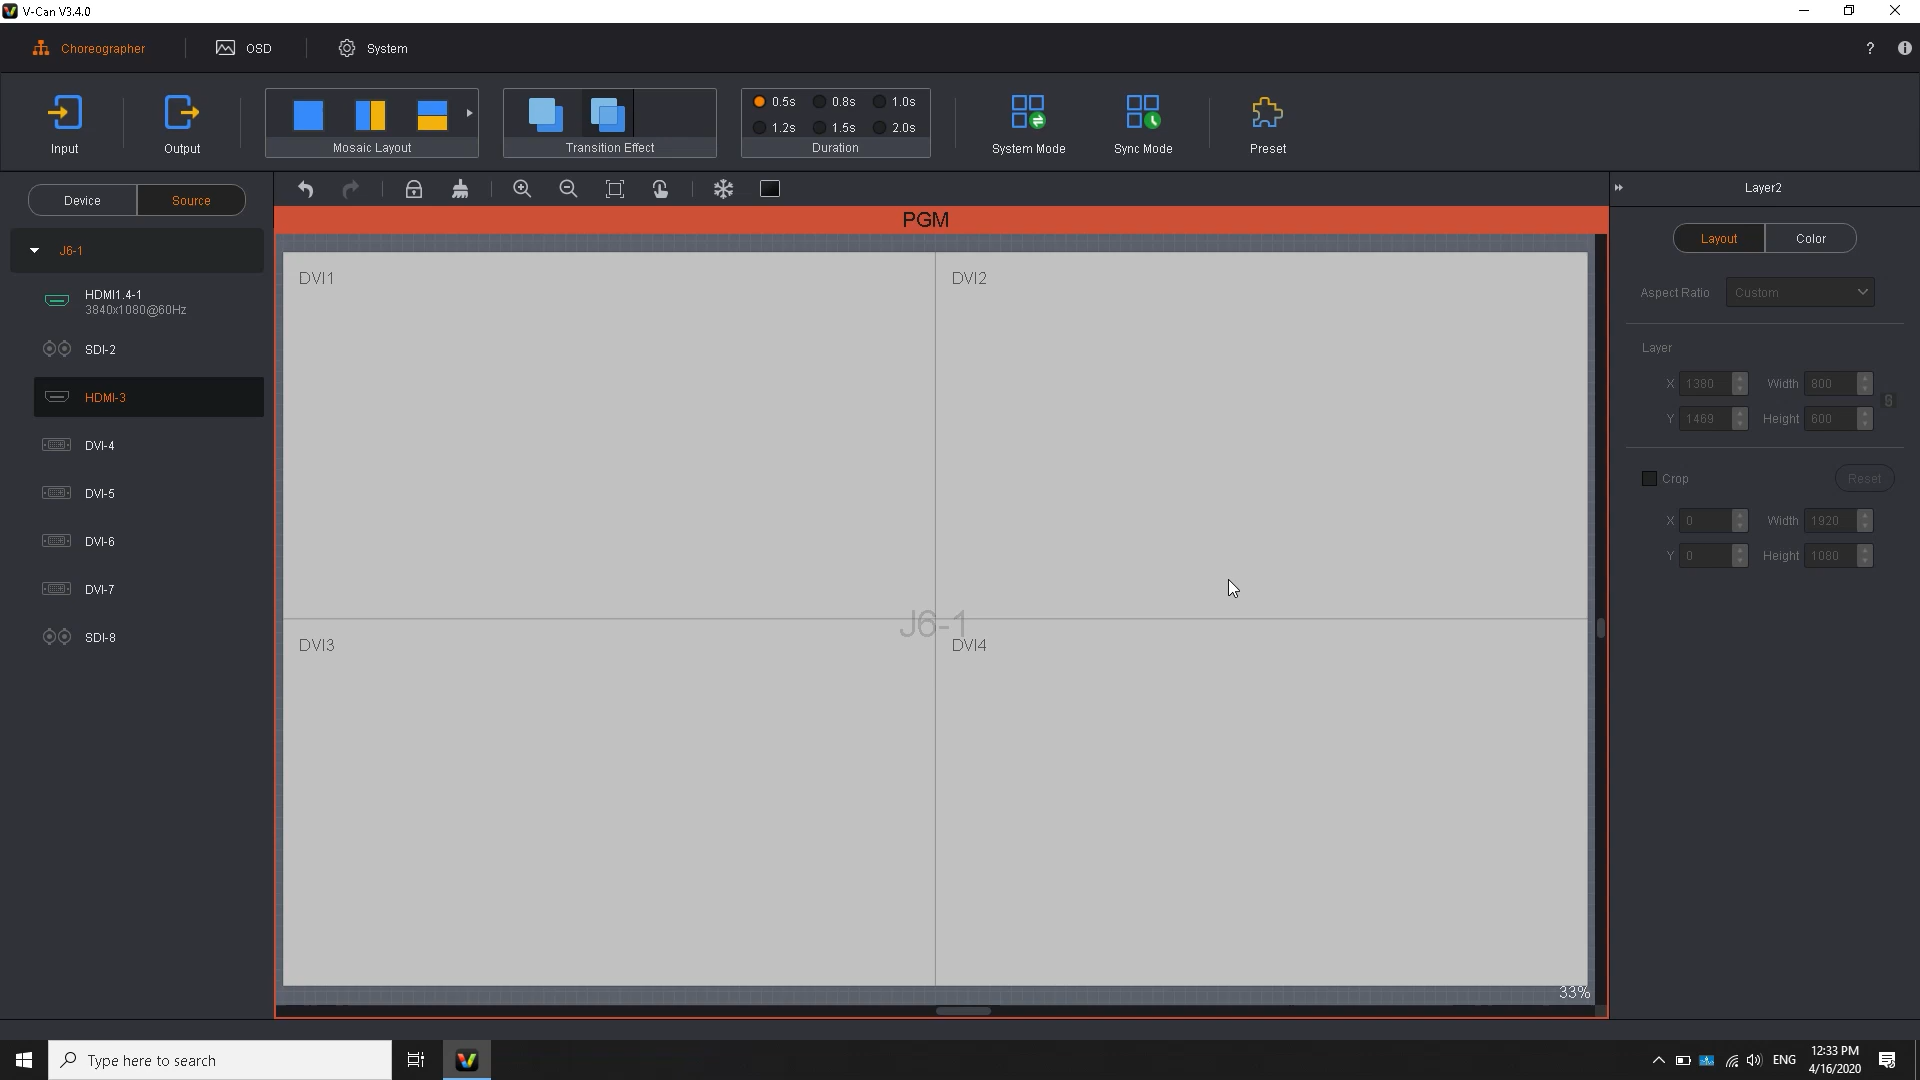 V-Can V3.4.0
Choreographer OSD System ?
Input Output Mosaic Layout Transition Effect
0.5s 0.8s 1.0s
1.2s 1.5s 2.0s
Duration
System Mode Sync Mode Preset
Device Source
J6-1
HDMI1.4-1
3840x1080@60Hz
SDI-2
HDMI-3
DVI-4
DVI-5
DVI-6
DVI-7
SDI-8
PGM
DVI1 DVI2
J6-1
DVI3 DVI4
33%
Layer2
Layout Color
Aspect Ratio Custom
Layer
X 1380 Width 800
Y 1469 Height 600
Crop Reset
X 0 Width 1920
Y 0 Height 1080
Type here to search
ENG
12:33 PM
4/16/2020